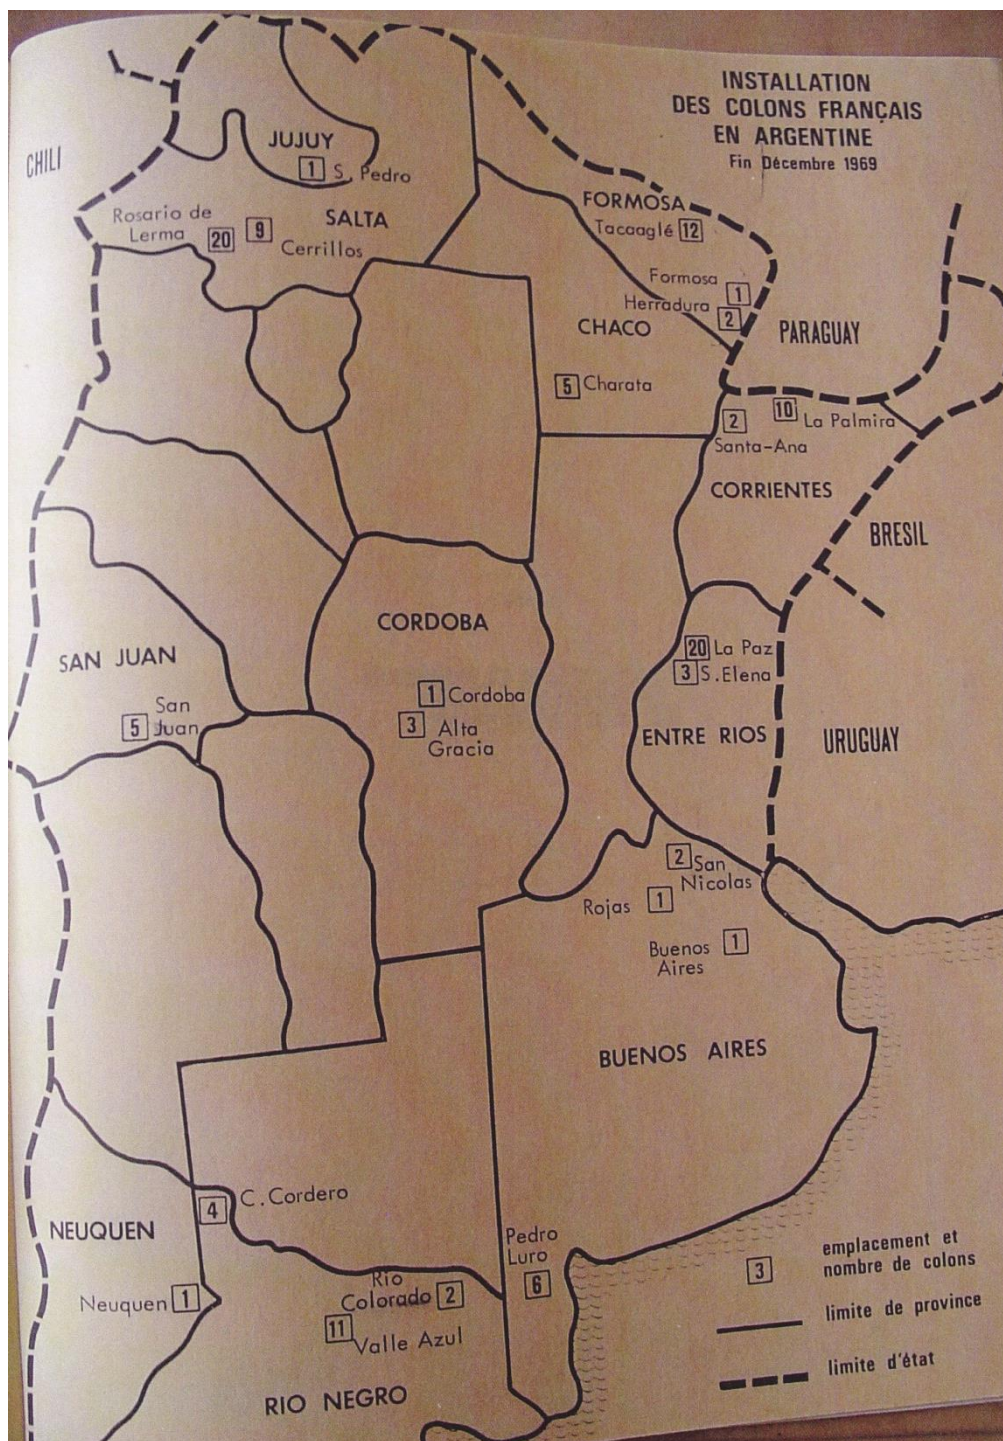 INSTALLATION
DES COLONS FRANÇAIS
EN ARGENTINE
Fin Décembre 1969
CHILI
JUJUY
1 S. Pedro
Rosario de
Lerma 20
9
SALTA
Cerrillos
FORMOSA
Tacaaglé 12
Formosa 1
Herradura 2
CHACO
PARAGUAY
5 Charata
2
Santa-Ana
10 La Palmira
CORRIENTES
BRESIL
CORDOBA
1 Cordoba
3 Alta
Gracia
SAN JUAN
San
5 Juan
20 La Paz
3 S.Elena
ENTRE RIOS
URUGUAY
2 San
Nicolas
Rojas 1
Buenos 1
Aires
BUENOS AIRES
4 C.Cordero
NEUQUEN
Neuquen 1
Rio
Colorado 2
11 Valle Azul
RIO NEGRO
Pedro
Luro
6
3 emplacement et
nombre de colons
limite de province
limite d'état